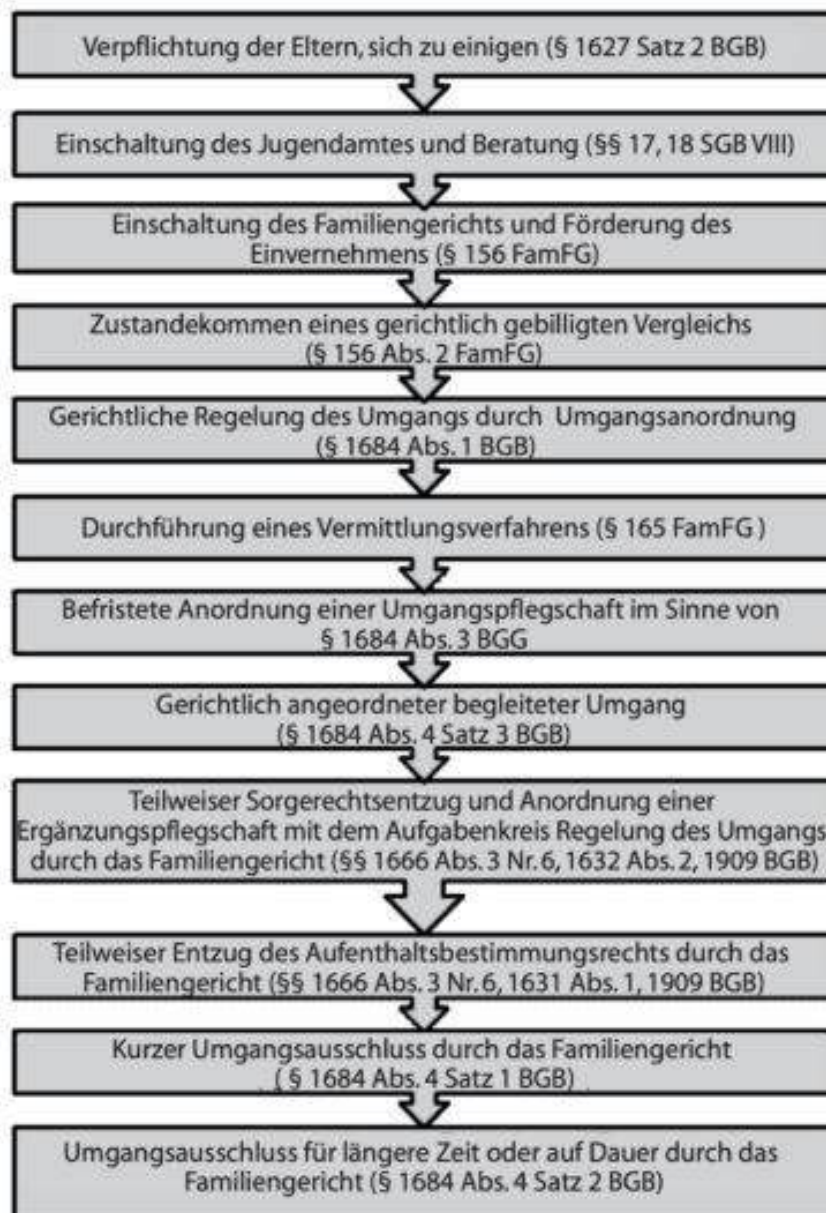 Verpflichtung der Eltern, sich zu einigen (§ 1627 Satz 2 BGB)
Einschaltung des Jugendamtes und Beratung (§§ 17, 18 SGB VIII)
Einschaltung des Familiengerichts und Förderung des
Einvernehmens (§ 156 FamFG)
Zustandekommen eines gerichtlich gebilligten Vergleichs
(§ 156 Abs. 2 FamFG)
Gerichtliche Regelung des Umgangs durch Umgangsanordnung
(§ 1684 Abs. 1 BGB)
Durchführung eines Vermittlungsverfahrens (§ 165 FamFG )
Befristete Anordnung einer Umgangspflegschaft im Sinne von
§ 1684 Abs. 3 BGG
Gerichtlich angeordneter begleiteter Umgang
(§ 1684 Abs. 4 Satz 3 BGB)
Teilweiser Sorgerechtsentzug und Anordnung einer
Ergänzungspflegschaft mit dem Aufgabenkreis Regelung des Umgangs
durch das Familiengericht (§§ 1666 Abs. 3 Nr. 6, 1632 Abs. 2, 1909 BGB)
Teilweiser Entzug des Aufenthaltsbestimmungsrechts durch das
Familiengericht (§§ 1666 Abs. 3 Nr. 6, 1631 Abs. 1, 1909 BGB)
Kurzer Umgangsausschluss durch das Familiengericht
( § 1684 Abs. 4 Satz 1 BGB)
Umgangsausschluss für längere Zeit oder auf Dauer durch das
Familiengericht (§ 1684 Abs. 4 Satz 2 BGB)